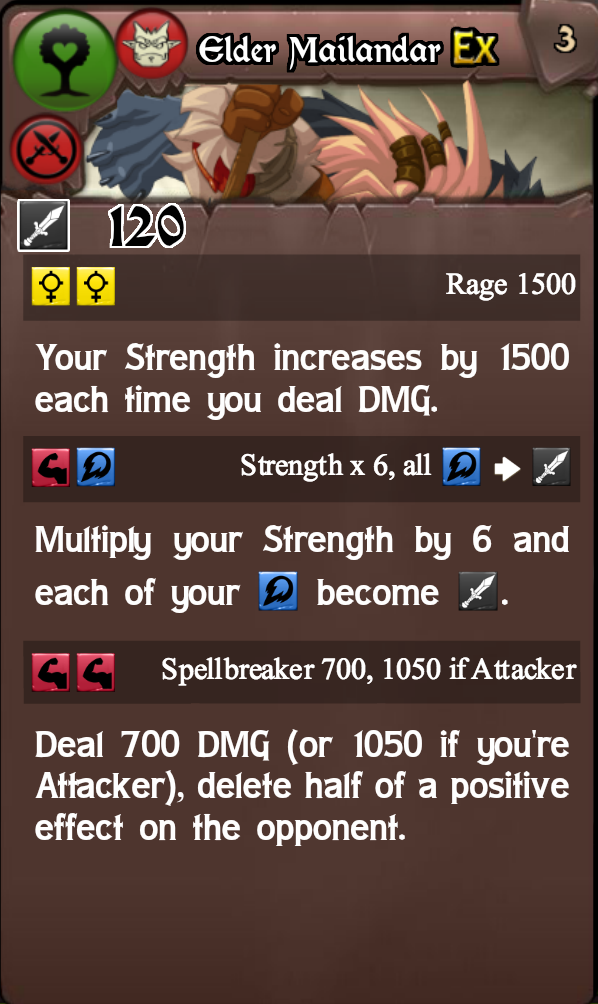 Elder Mailandar Ex
3
120
Rage 1500
Your Strength increases by 1500
each time you deal DMG.
Strength x 6, all
Multiply your Strength by 6 and
each of your become .
Spellbreaker 700, 1050 if Attacker
Deal 700 DMG (or 1050 if you're
Attacker), delete half of a positive
effect on the opponent.